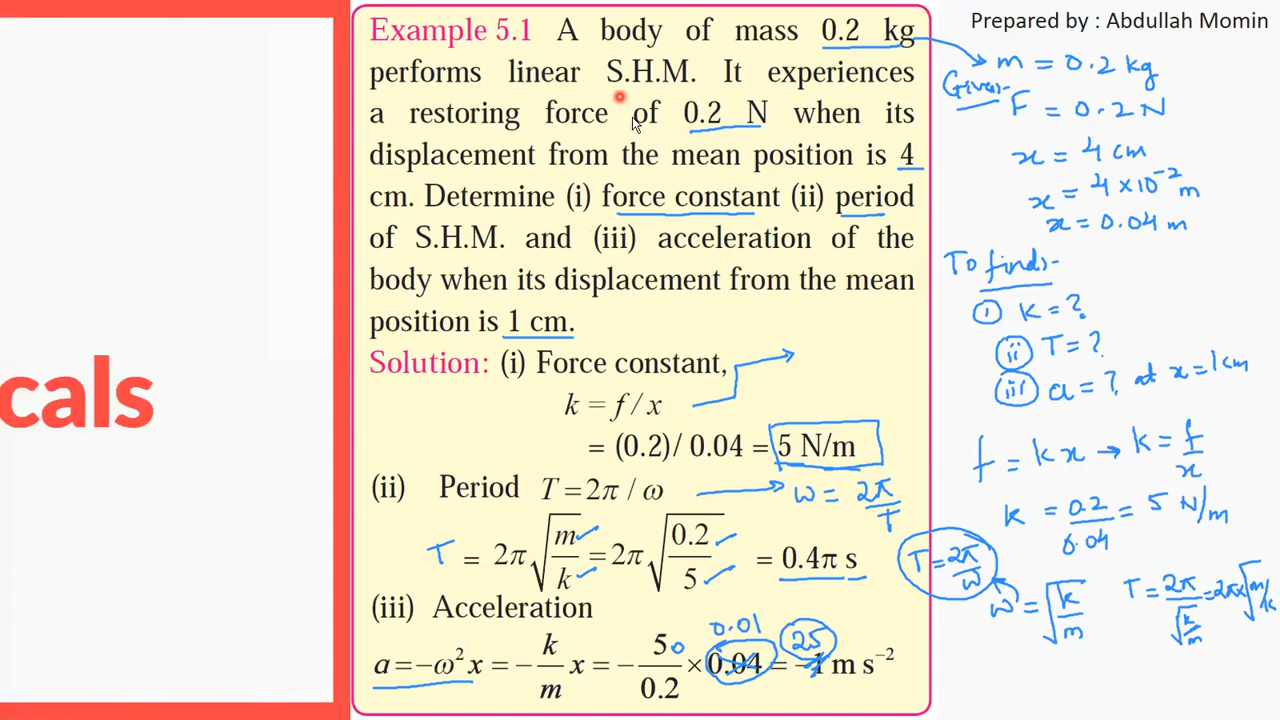 Prepared by : Abdullah Momin
cals
Example 5.1 A body of mass 0.2 kg
performs linear S.H.M. It experiences
a restoring force of 0.2 N when its
displacement from the mean position is 4
cm. Determine (i) force constant (ii) period
of S.H.M. and (iii) acceleration of the
body when its displacement from the mean
position is 1 cm.
Solution: (i) Force constant,
k = f / x
= (0.2)/ 0.04 = 5 N/m
(ii) Period T = 2π / ω
ω = 2π/T
T = 2π√(m/k) = 2π√(0.2/5) = 0.4π s
(iii) Acceleration
0.01 25
a = −ω²x = −k/m x = −50/0.2 × 0.04 = −1 m s⁻²
m = 0.2 kg
Given:-
F = 0.2 N
x = 4 cm
x = 4 × 10⁻² m
x = 0.04 m
To find:-
(i) K = ?
(ii) T = ?
(iii) a = ? at x = 1 cm
f = kx → k = f/x
k = 0.2/0.04 = 5 N/m
T = 2π/ω
ω = √(k/m) T = 2π/√(k/m) = 2π×√(m/k)